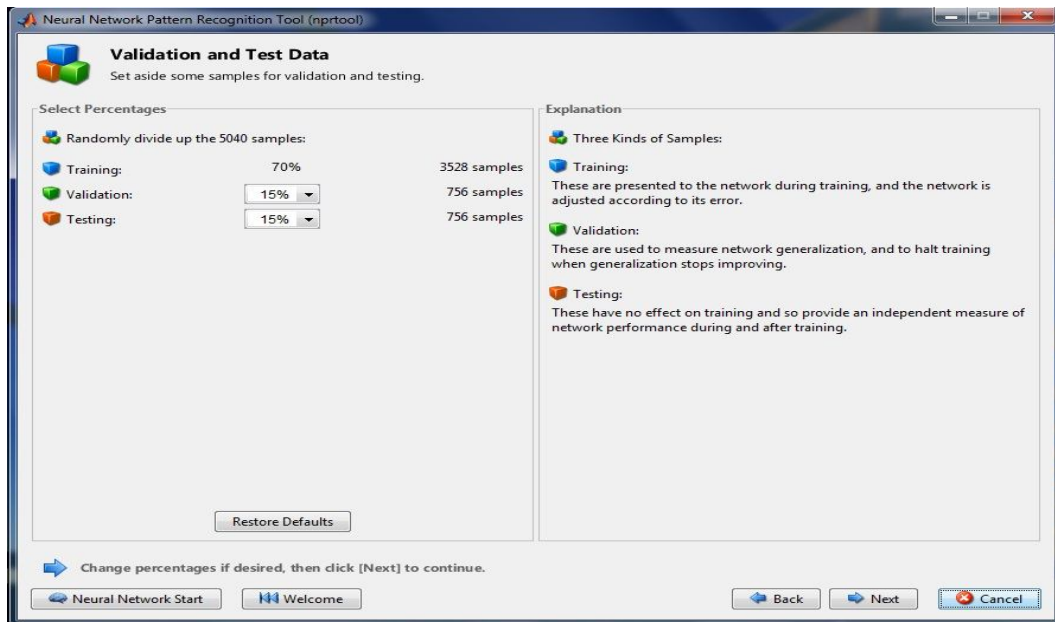 Neural Network Pattern Recognition Tool (nprtool)
Validation and Test Data
Set aside some samples for validation and testing.
Select Percentages
Randomly divide up the 5040 samples:
Training: 70% 3528 samples
Validation: 15% 756 samples
Testing: 15% 756 samples
Restore Defaults
Explanation
Three Kinds of Samples:
Training:
These are presented to the network during training, and the network is
adjusted according to its error.
Validation:
These are used to measure network generalization, and to halt training
when generalization stops improving.
Testing:
These have no effect on training and so provide an independent measure of
network performance during and after training.
Change percentages if desired, then click [Next] to continue.
Neural Network Start Welcome Back Next Cancel